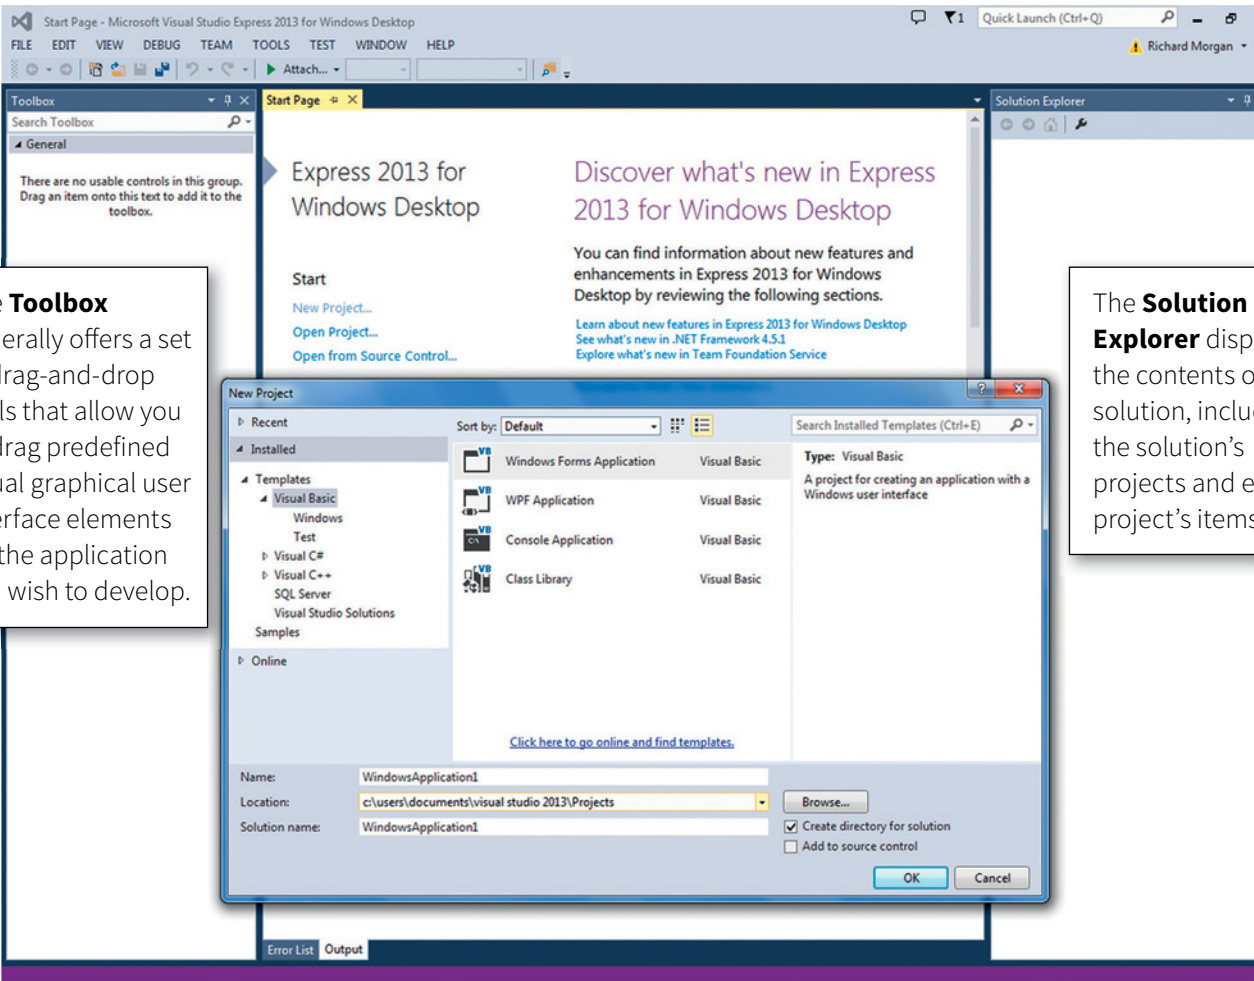 Start Page - Microsoft Visual Studio Express 2013 for Windows Desktop
1
Quick Launch (Ctrl+Q)
FILE EDIT VIEW DEBUG TEAM TOOLS TEST WINDOW HELP
Richard Morgan
Attach...
Toolbox
Search Toolbox
General
There are no usable controls in this group.
Drag an item onto this text to add it to the
toolbox.
Start Page
Express 2013 for
Windows Desktop
Start
New Project...
Open Project...
Open from Source Control...
Discover what's new in Express
2013 for Windows Desktop
You can find information about new features and
enhancements in Express 2013 for Windows
Desktop by reviewing the following sections.
Learn about new features in Express 2013 for Windows Desktop
See what's new in .NET Framework 4.5.1
Explore what's new in Team Foundation Service
Solution Explorer
Toolbox
erally offers a set
drag-and-drop
ls that allow you
drag predefined
ual graphical user
erface elements
the application
wish to develop.
The Solution
Explorer disp
the contents o
solution, inclu
the solution's
projects and e
project's items
New Project
Recent
Installed
Templates
Visual Basic
Windows
Test
Visual C#
Visual C++
SQL Server
Visual Studio Solutions
Samples
Online
Sort by: Default
Windows Forms Application Visual Basic
WPF Application Visual Basic
Console Application Visual Basic
Class Library Visual Basic
Click here to go online and find templates.
Search Installed Templates (Ctrl+E)
Type: Visual Basic
A project for creating an application with a
Windows user interface
Name: WindowsApplication1
Location: c:\users\documents\visual studio 2013\Projects
Browse...
Solution name: WindowsApplication1
Create directory for solution
Add to source control
OK Cancel
Error List Output